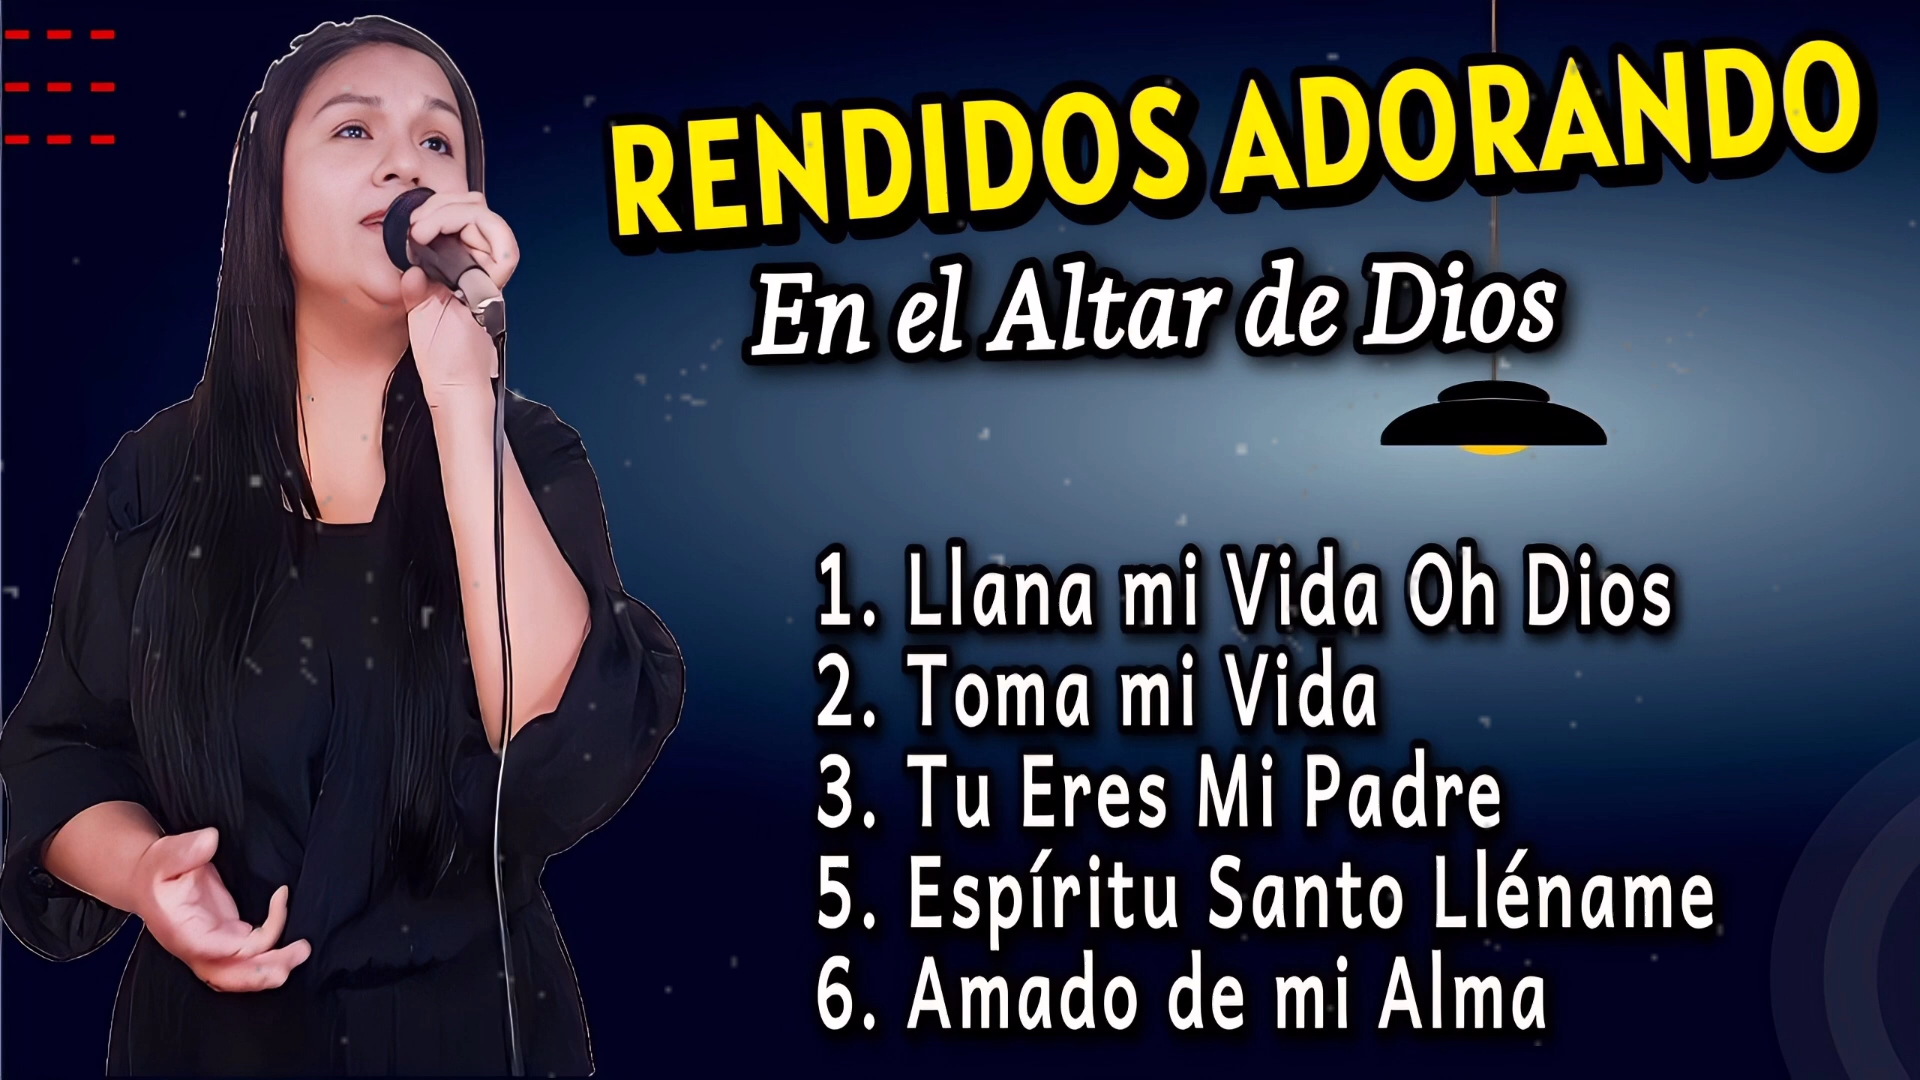 RENDIDOS ADORANDO
En el Altar de Dios
1. Llana mi Vida Oh Dios
2. Toma mi Vida
3. Tu Eres Mi Padre
5. Espíritu Santo Lléname
6. Amado de mi Alma